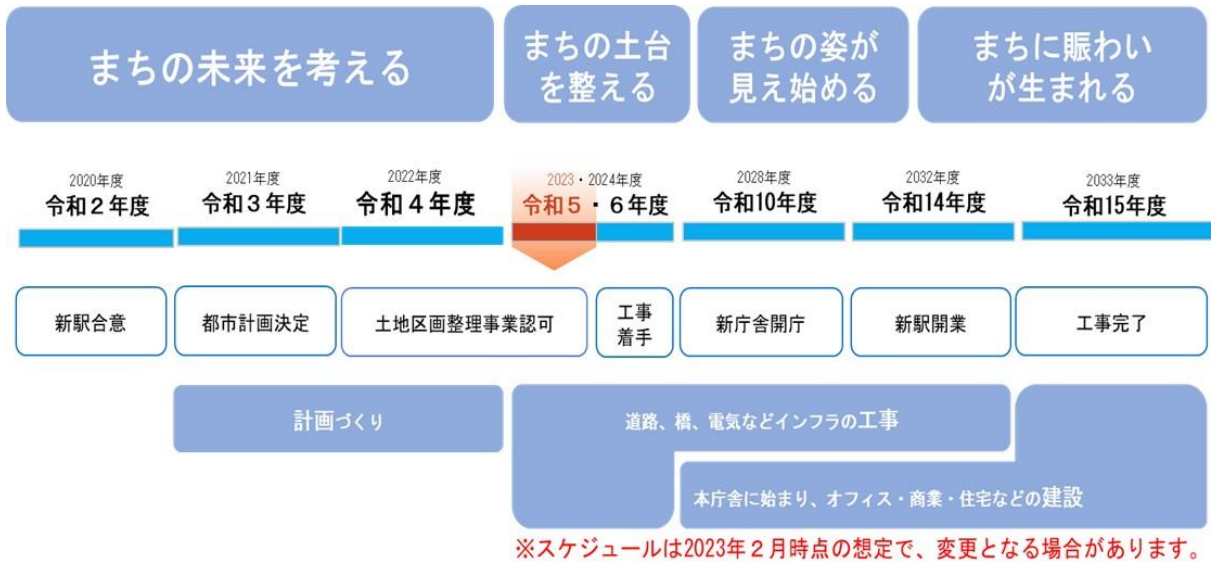 まちの未来を考える
まちの土台
を整える
まちの姿が
見え始める
まちに賑わい
が生まれる
2020年度
令和２年度
2021年度
令和３年度
2022年度
令和４年度
2023・2024年度
令和５・６年度
2028年度
令和10年度
2032年度
令和14年度
2033年度
令和15年度
新駅合意
都市計画決定
土地区画整理事業認可
工事
着手
新庁舎開庁
新駅開業
工事完了
計画づくり
道路、橋、電気などインフラの工事
本庁舎に始まり、オフィス・商業・住宅などの建設
※スケジュールは2023年２月時点の想定で、変更となる場合があります。